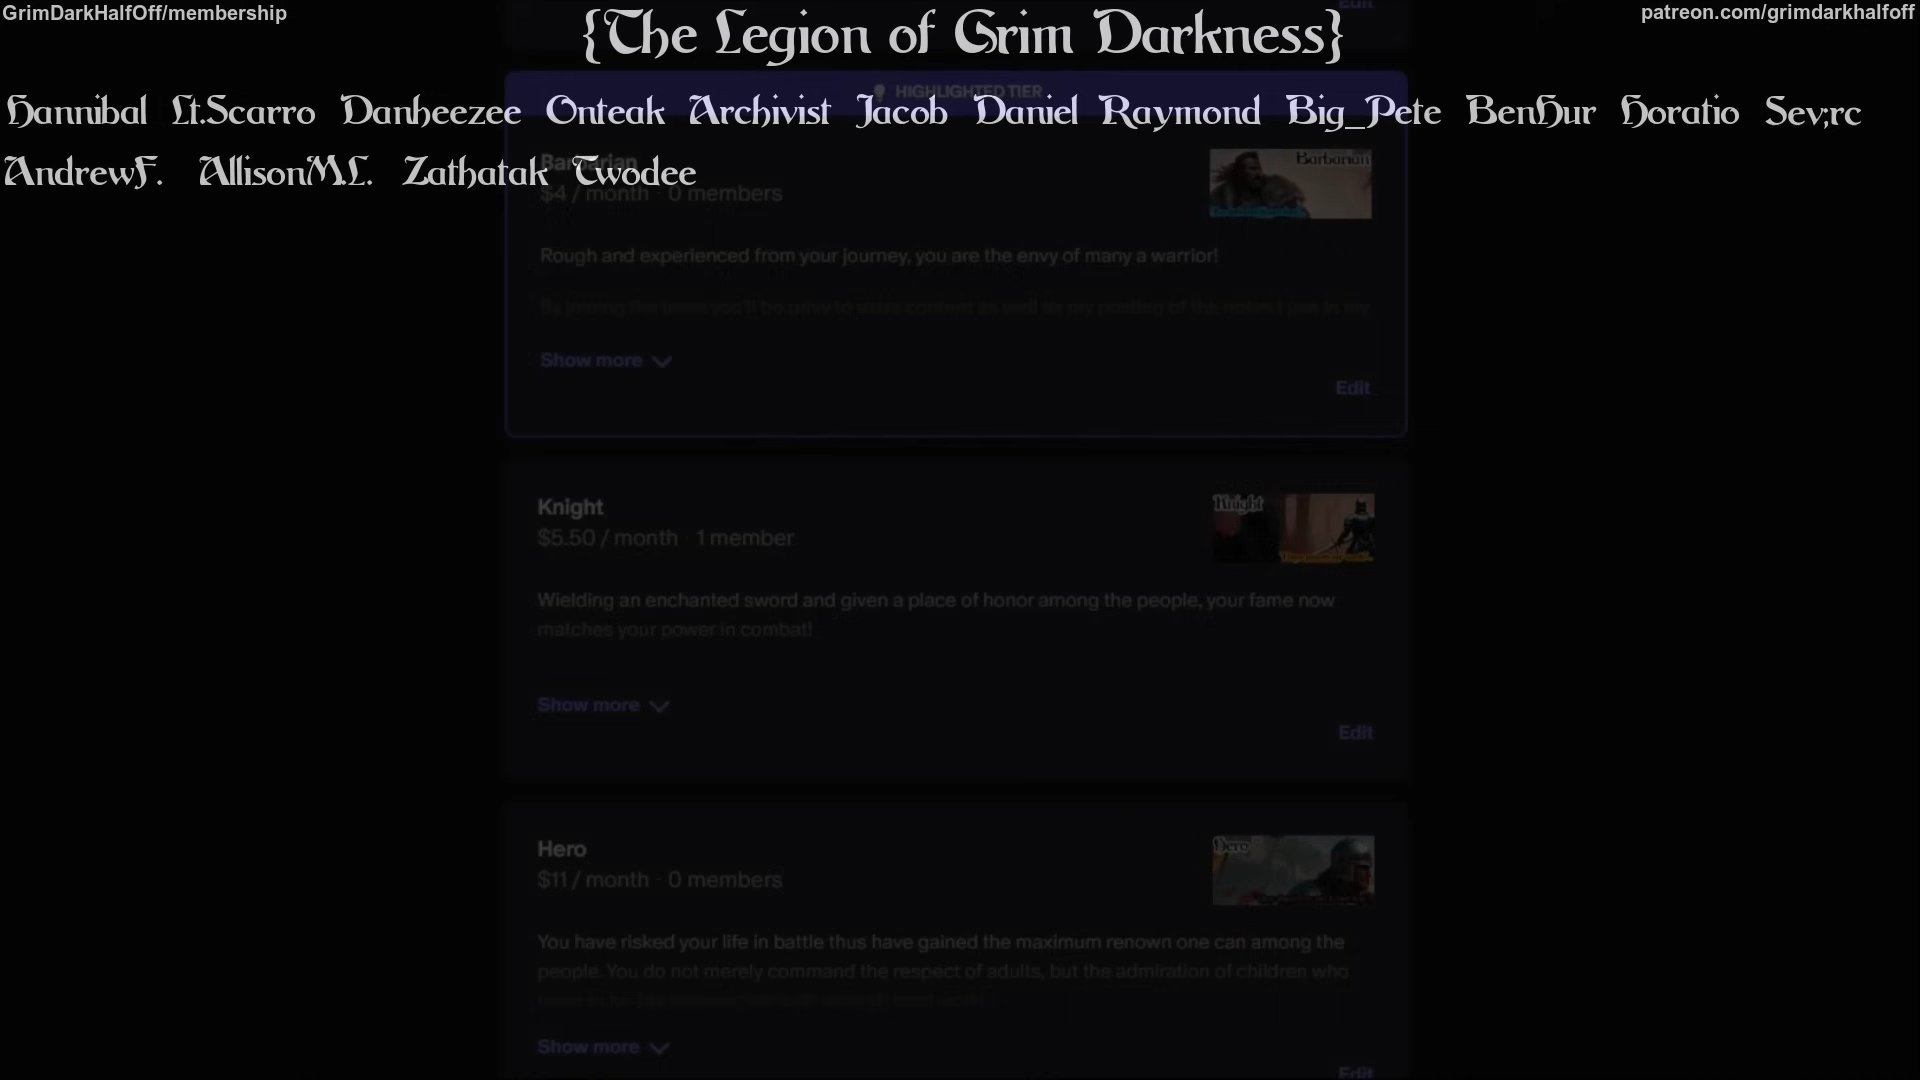 GrimDarkHalfOff/membership
{The Legion of Grim Darkness}
patreon.com/grimdarkhalfoff
Edit
HIGHLIGHTED TIER
Hannibal Lt.Scarro Danheezee Onteak Archivist Jacob Daniel Raymond Big_Pete BenHur Horatio Sev;rc
AndrewF. AllisonM.L. Zathatak Twodee
Barbarian
$4 / month · 0 members
Barbarian
Rough and experienced from your journey, you are the envy of many a warrior!
Show more
Edit
Knight
$5.50 / month · 1 member
Knight
Wielding an enchanted sword and given a place of honor among the people, your fame now
matches your power in combat!
Show more
Edit
Hero
$11 / month · 0 members
Hero
You have risked your life in battle thus have gained the maximum renown one can among the
people. You do not merely command the respect of adults, but the admiration of children who
Show more
Edit